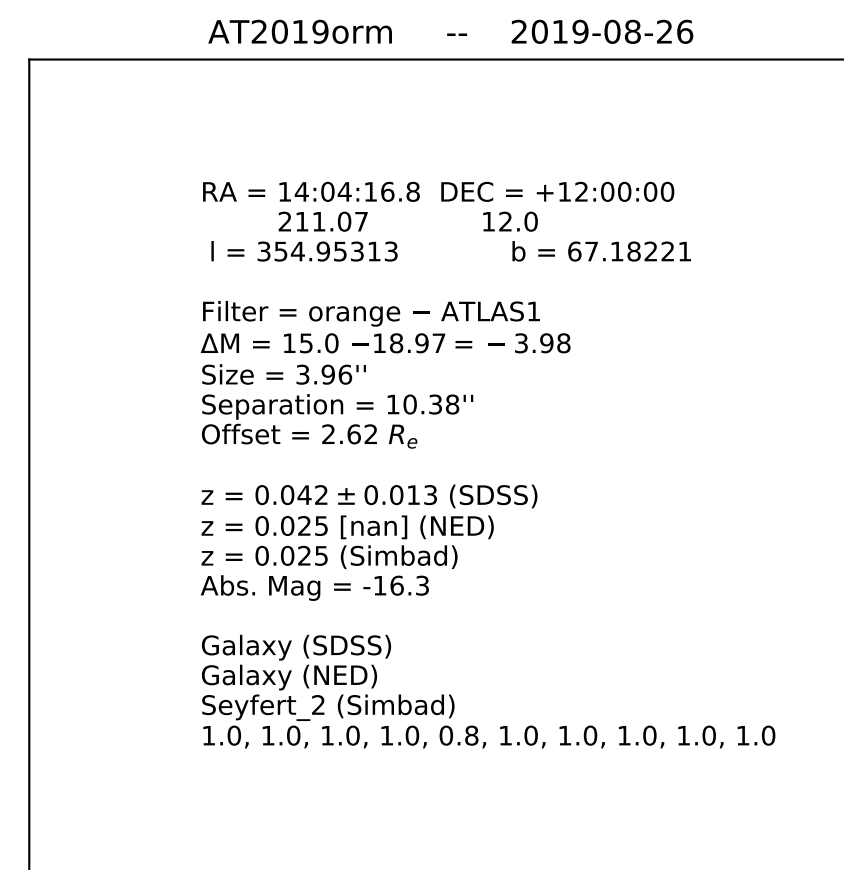 AT2019orm -- 2019-08-26
RA = 14:04:16.8 DEC = +12:00:00
211.07 12.0
l = 354.95313 b = 67.18221
Filter = orange − ATLAS1
ΔM = 15.0 −18.97 = − 3.98
Size = 3.96''
Separation = 10.38''
Offset = 2.62 Rₑ
z = 0.042 ± 0.013 (SDSS)
z = 0.025 [nan] (NED)
z = 0.025 (Simbad)
Abs. Mag = -16.3
Galaxy (SDSS)
Galaxy (NED)
Seyfert_2 (Simbad)
1.0, 1.0, 1.0, 1.0, 0.8, 1.0, 1.0, 1.0, 1.0, 1.0